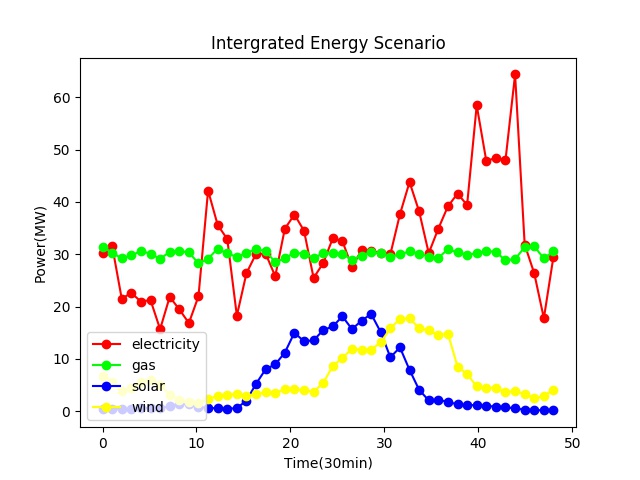 Intergrated Energy Scenario
Power(MW)
60
50
40
30
20
10
0
electricity
gas
solar
wind
0 10 20 30 40 50
Time(30min)